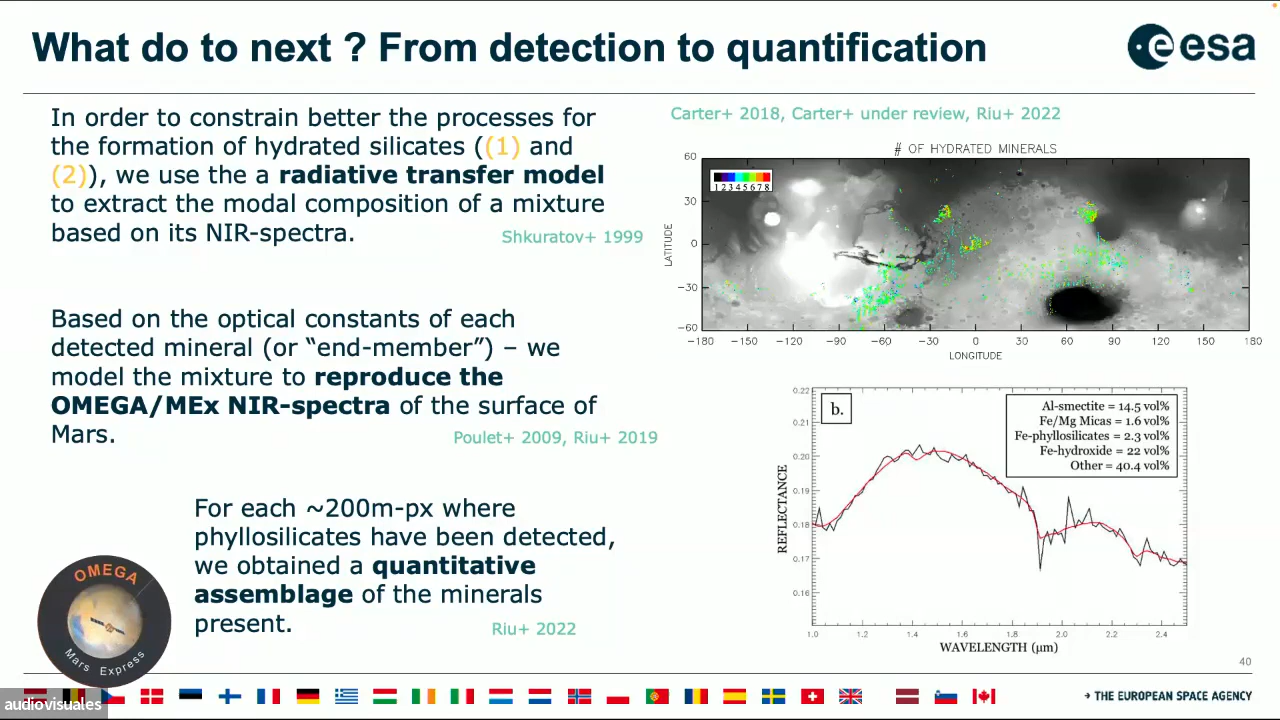 What do to next ? From detection to quantification
esa
In order to constrain better the processes for
the formation of hydrated silicates ((1) and
(2)), we use the a radiative transfer model
to extract the modal composition of a mixture
based on its NIR-spectra.
Shkuratov+ 1999
Based on the optical constants of each
detected mineral (or “end-member”) – we
model the mixture to reproduce the
OMEGA/MEx NIR-spectra of the surface of
Mars.
Poulet+ 2009, Riu+ 2019
For each ~200m-px where
phyllosilicates have been detected,
we obtained a quantitative
assemblage of the minerals
present.
Riu+ 2022
OMEGA
Mars Express
Carter+ 2018, Carter+ under review, Riu+ 2022
# OF HYDRATED MINERALS
1 2 3 4 5 6 7 8
60
30
0
−30
−60
LATITUDE
−180 −150 −120 −90 −60 −30 0 30 60 90 120 150 180
LONGITUDE
b.
Al-smectite = 14.5 vol%
Fe/Mg Micas = 1.6 vol%
Fe-phyllosilicates = 2.3 vol%
Fe-hydroxide = 22 vol%
Other = 40.4 vol%
0.22
0.21
0.20
0.19
0.18
0.17
0.16
REFLECTANCE
1.0 1.2 1.4 1.6 1.8 2.0 2.2 2.4
WAVELENGTH (μm)
40
audiovisuales
→ THE EUROPEAN SPACE AGENCY